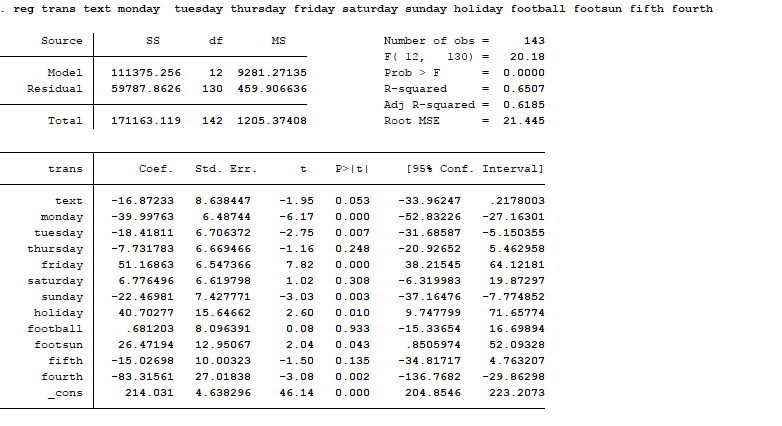 . reg trans text monday  tuesday thursday friday saturday sunday holiday football footsun fifth fourth
Source | SS df MS Number of obs = 143
F( 12, 130) = 20.18
Model | 111375.256 12 9281.27135 Prob > F = 0.0000
Residual | 59787.8626 130 459.906636 R-squared = 0.6507
Adj R-squared = 0.6185
Total | 171163.119 142 1205.37408 Root MSE = 21.445
trans | Coef. Std. Err. t P>|t| [95% Conf. Interval]
text | -16.87233 8.638447 -1.95 0.053 -33.96247 .2178003
monday | -39.99763 6.48744 -6.17 0.000 -52.83226 -27.16301
tuesday | -18.41811 6.706372 -2.75 0.007 -31.68587 -5.150355
thursday | -7.731783 6.669466 -1.16 0.248 -20.92652 5.462958
friday | 51.16863 6.547366 7.82 0.000 38.21545 64.12181
saturday | 6.776496 6.619798 1.02 0.308 -6.319983 19.87297
sunday | -22.46981 7.427771 -3.03 0.003 -37.16476 -7.774852
holiday | 40.70277 15.64662 2.60 0.010 9.747799 71.65774
football | .681203 8.096391 0.08 0.933 -15.33654 16.69894
footsun | 26.47194 12.95067 2.04 0.043 .8505974 52.09328
fifth | -15.02698 10.00323 -1.50 0.135 -34.81717 4.763207
fourth | -83.31561 27.01838 -3.08 0.002 -136.7682 -29.86298
_cons | 214.031 4.638296 46.14 0.000 204.8546 223.2073